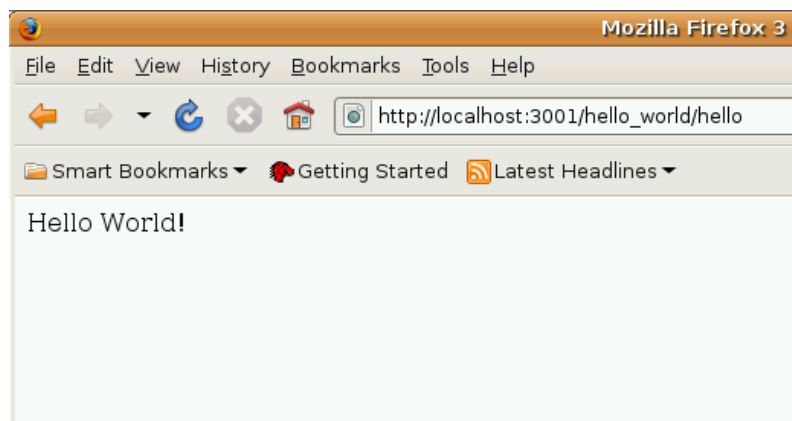 Mozilla Firefox 3
File Edit View History Bookmarks Tools Help
http://localhost:3001/hello_world/hello
Smart Bookmarks Getting Started Latest Headlines
Hello World!